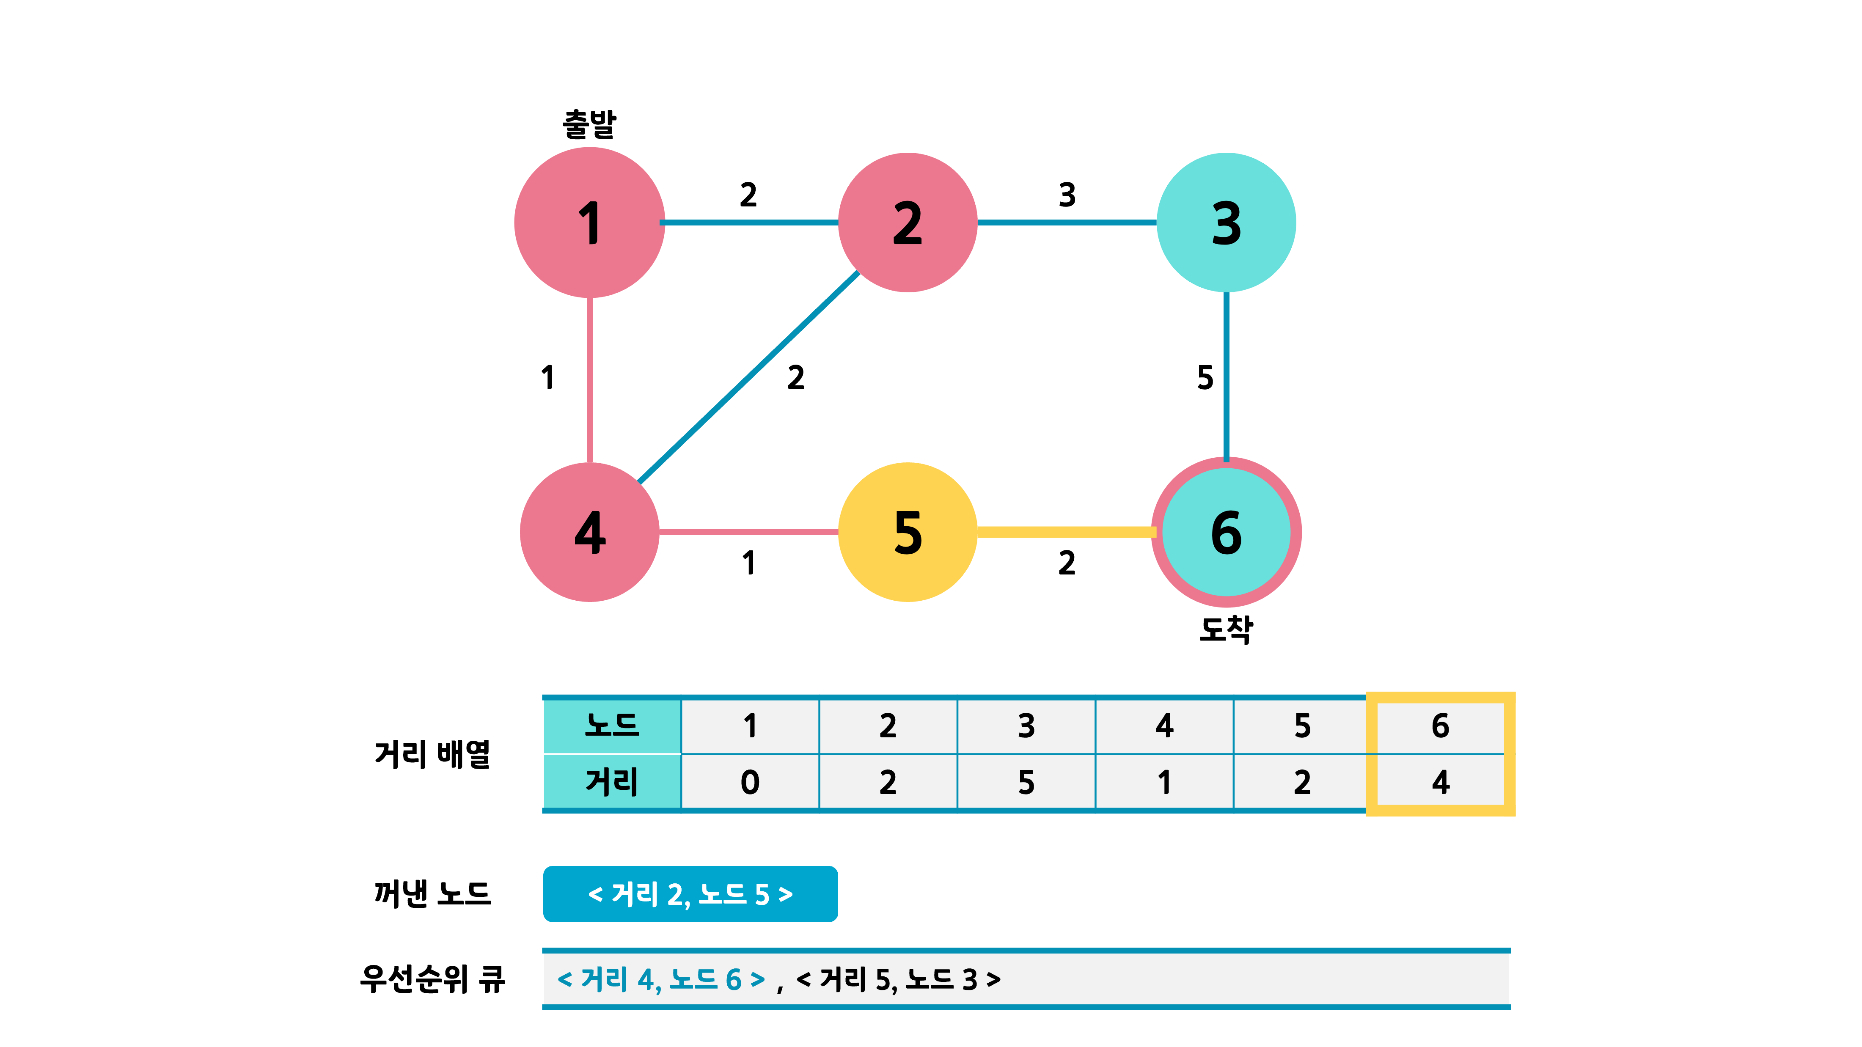 출발
1 2 2 3 3
1 2 5
4 1 5 2 6
도착
거리 배열
노드 1 2 3 4 5 6
거리 0 2 5 1 2 4
꺼낸 노드 < 거리 2, 노드 5 >
우선순위 큐 < 거리 4, 노드 6 > , < 거리 5, 노드 3 >